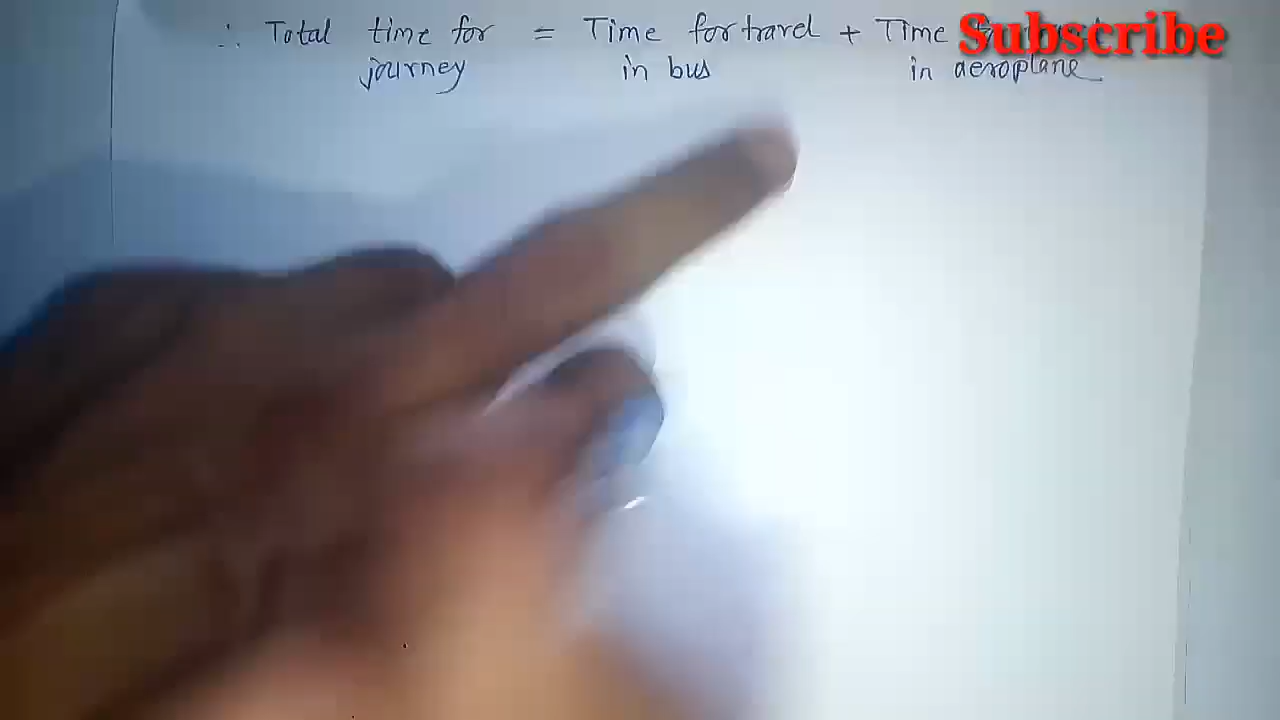 ∴ Total time for = Time for travel + Time Subscribe
journey in bus in aeroplane